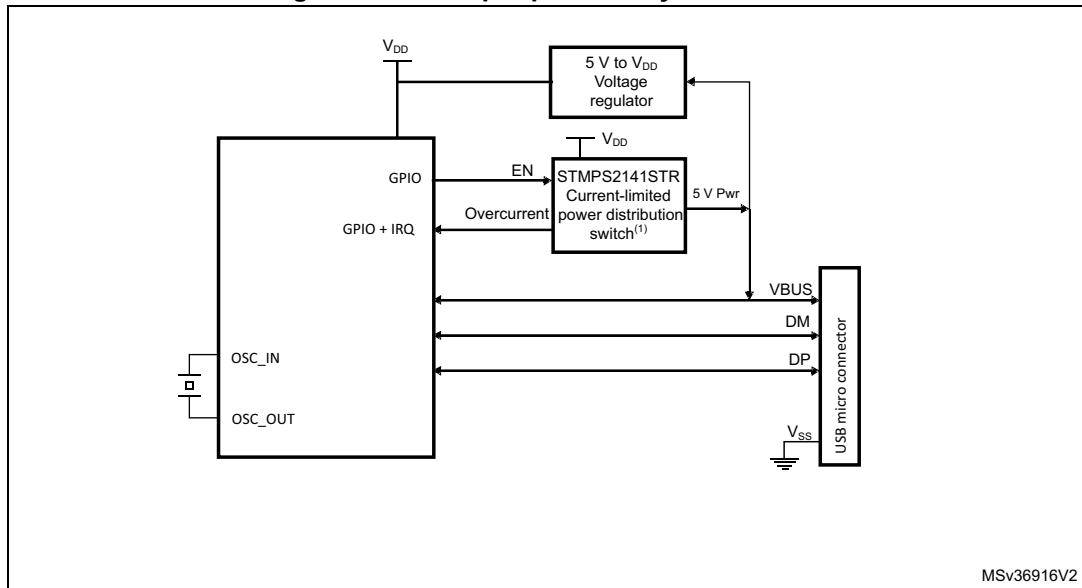 V_DD
5 V to V_DD
Voltage
regulator
V_DD
GPIO
EN
STMPS2141STR
Current-limited
power distribution
switch(1)
5 V Pwr
Overcurrent
GPIO + IRQ
VBUS
DM
DP
OSC_IN
OSC_OUT
V_SS
USB micro connector
MSv36916V2